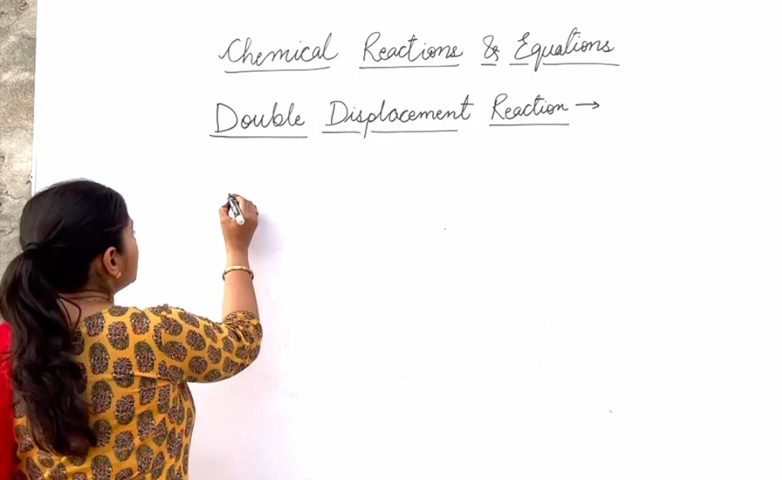 Chemical Reactions & Equations
Double Displacement Reaction →